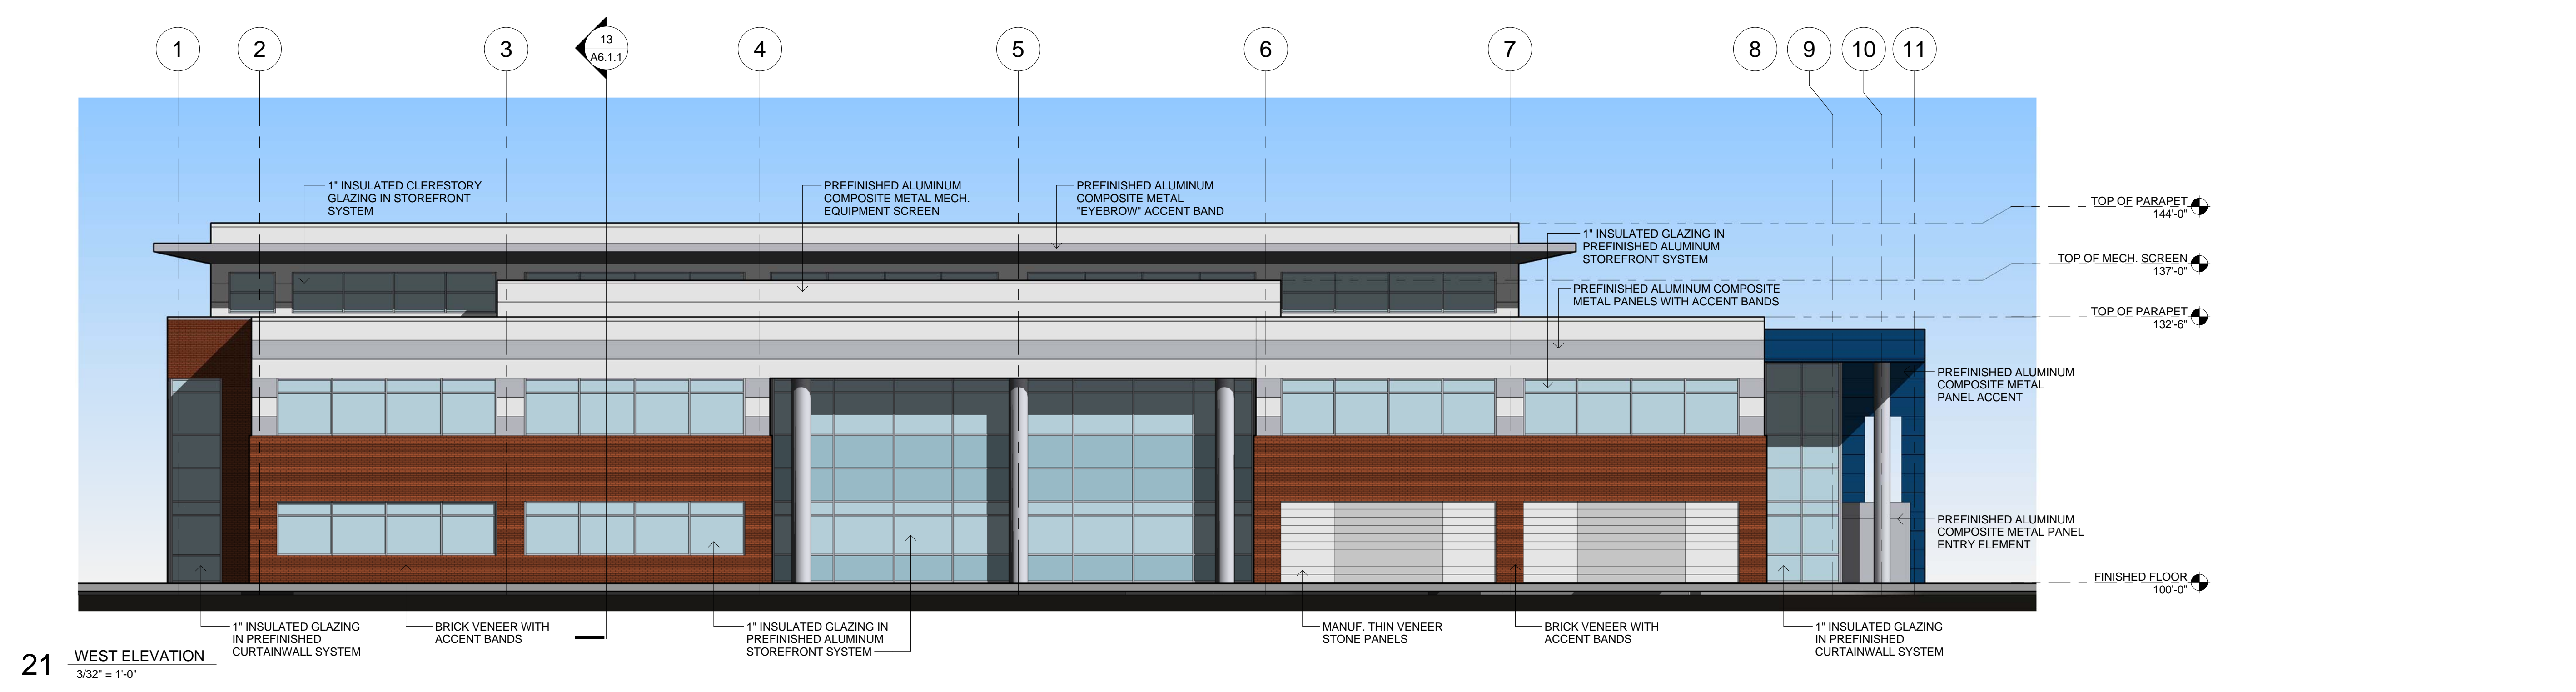 1
2
3
13
A6.1.1
4
5
6
7
8
9
10
11
1" INSULATED CLERESTORY
GLAZING IN STOREFRONT
SYSTEM
PREFINISHED ALUMINUM
COMPOSITE METAL MECH.
EQUIPMENT SCREEN
PREFINISHED ALUMINUM
COMPOSITE METAL
"EYEBROW" ACCENT BAND
1" INSULATED GLAZING IN
PREFINISHED ALUMINUM
STOREFRONT SYSTEM
PREFINISHED ALUMINUM COMPOSITE
METAL PANELS WITH ACCENT BANDS
TOP OF PARAPET
144'-0"
TOP OF MECH. SCREEN
137'-0"
TOP OF PARAPET
132'-6"
PREFINISHED ALUMINUM
COMPOSITE METAL
PANEL ACCENT
PREFINISHED ALUMINUM
COMPOSITE METAL PANEL
ENTRY ELEMENT
FINISHED FLOOR
100'-0"
1" INSULATED GLAZING
IN PREFINISHED
CURTAINWALL SYSTEM
BRICK VENEER WITH
ACCENT BANDS
1" INSULATED GLAZING IN
PREFINISHED ALUMINUM
STOREFRONT SYSTEM
MANUF. THIN VENEER
STONE PANELS
BRICK VENEER WITH
ACCENT BANDS
1" INSULATED GLAZING
IN PREFINISHED
CURTAINWALL SYSTEM
21 WEST ELEVATION
3/32" = 1'-0"